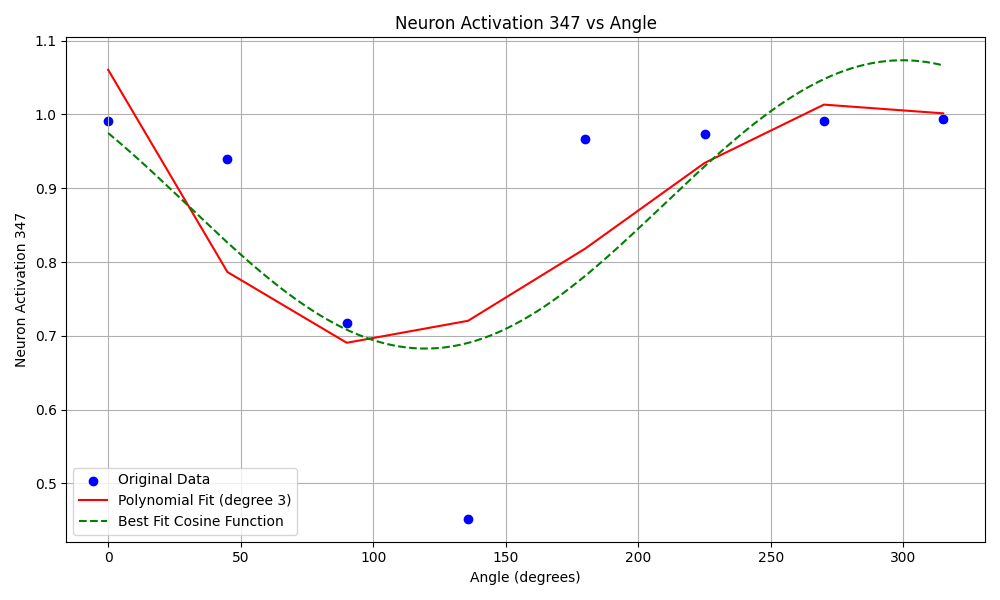 Neuron Activation 347 vs Angle
Neuron Activation 347
1.1
1.0
0.9
0.8
0.7
0.6
0.5
Original Data
Polynomial Fit (degree 3)
Best Fit Cosine Function
0 50 100 150 200 250 300
Angle (degrees)